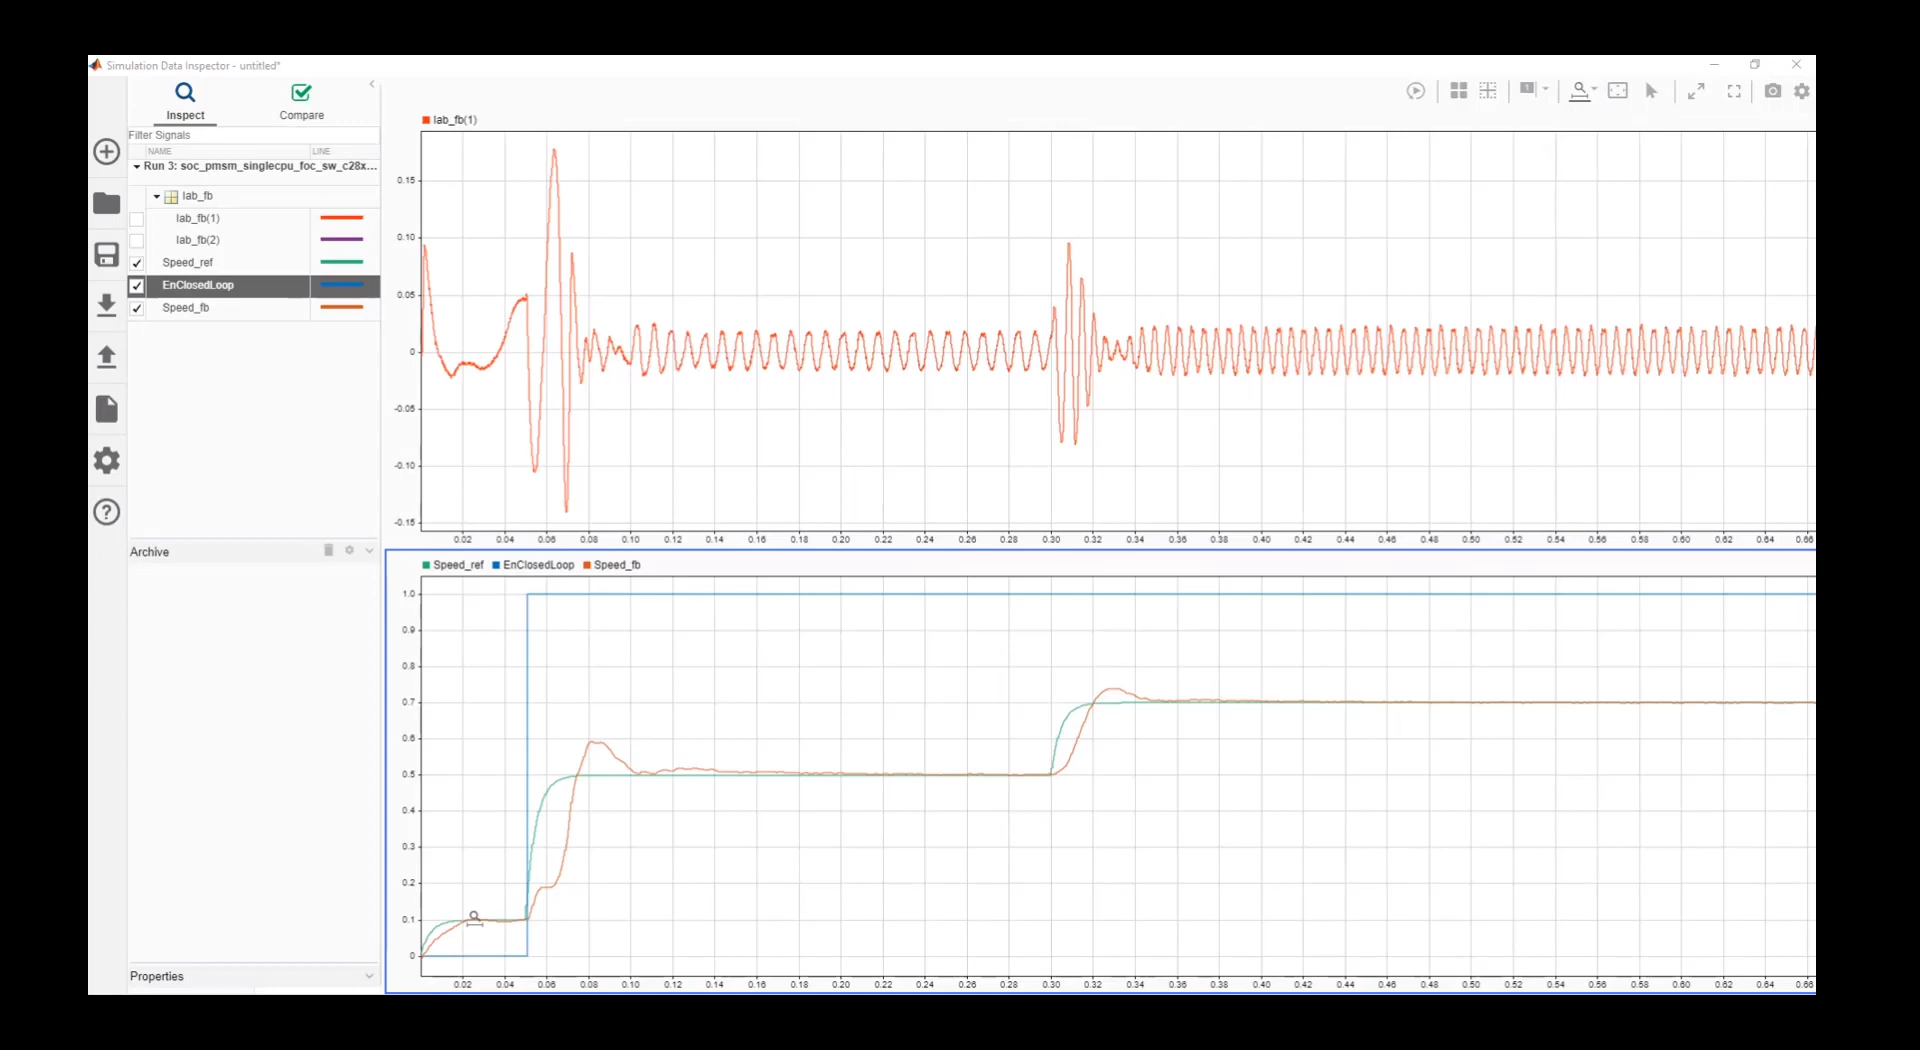 Simulation Data Inspector - untitled*
Inspect
Compare
Filter Signals
NAME
LINE
Run 3: soc_pmsm_singlecpu_foc_sw_c28x...
Iab_fb
Iab_fb(1)
Iab_fb(2)
Speed_ref
EnClosedLoop
Speed_fb
Archive
Properties
Iab_fb(1)
0.15
0.10
0.05
0
-0.05
-0.10
-0.15
0.02 0.04 0.06 0.08 0.10 0.12 0.14 0.16 0.18 0.20 0.22 0.24 0.26 0.28 0.30 0.32 0.34 0.36 0.38 0.40 0.42 0.44 0.46 0.48 0.50 0.52 0.54 0.56 0.58 0.60 0.62 0.64 0.66
Speed_ref EnClosedLoop Speed_fb
1.0
0.9
0.8
0.7
0.6
0.5
0.4
0.3
0.2
0.1
0
0.02 0.04 0.06 0.08 0.10 0.12 0.14 0.16 0.18 0.20 0.22 0.24 0.26 0.28 0.30 0.32 0.34 0.36 0.38 0.40 0.42 0.44 0.46 0.48 0.50 0.52 0.54 0.56 0.58 0.60 0.62 0.64 0.66